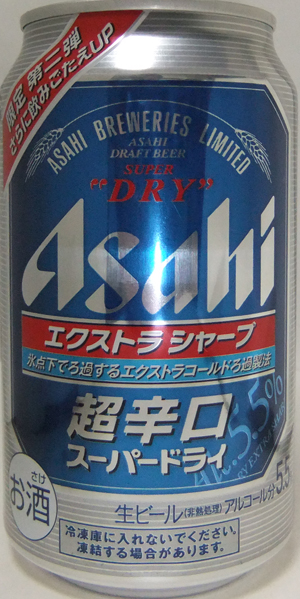 限定 第二弾
さらに飲みごたえUP
ASAHI BREWERIES LIMITED
ASAHI
DRAFT BEER
SUPER
"DRY"
Asahi
エクストラ シャープ
氷点下でろ過するエクストラコールドろ過製法
超辛口
スーパードライ
ALC.5.5%
さけ
お酒
生ビール(非熱処理) アルコール分5.5
冷凍庫に入れないでください。
凍結する場合があります。